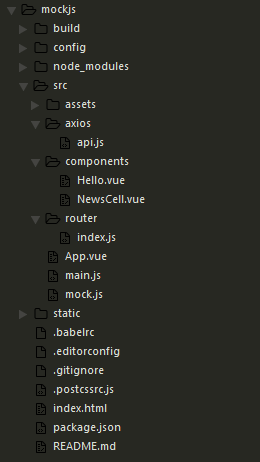 mockjs
build
config
node_modules
src
assets
axios
api.js
components
Hello.vue
NewsCell.vue
router
index.js
App.vue
main.js
mock.js
static
.babelrc
.editorconfig
.gitignore
.postcssrc.js
index.html
package.json
README.md